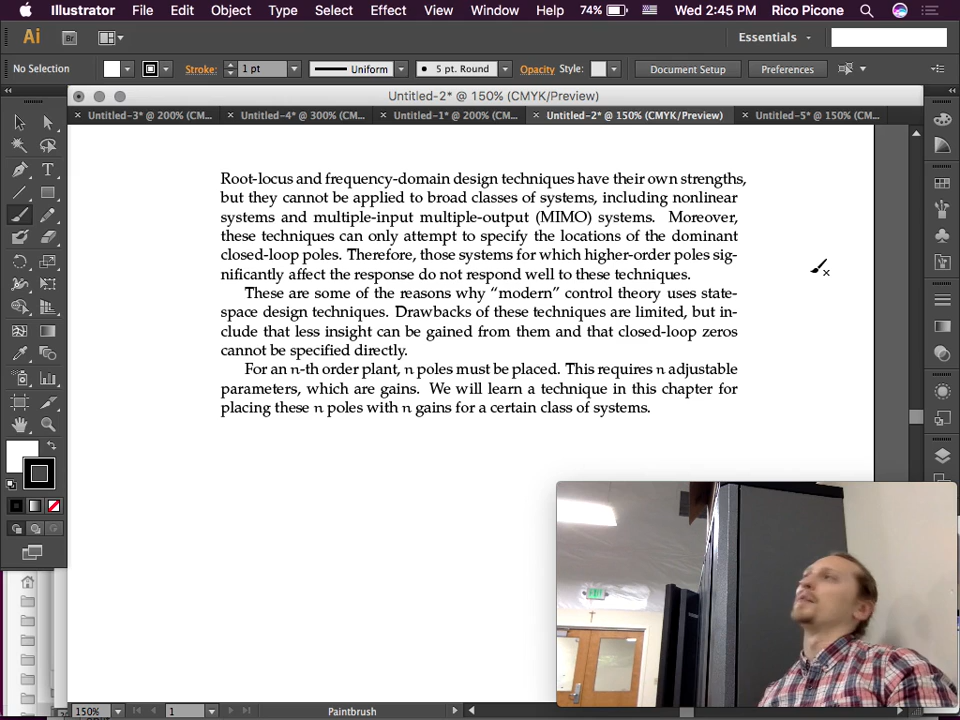 Illustrator File Edit Object Type Select Effect View Window Help 74% Wed 2:45 PM Rico Picone
Ai Br Essentials
No Selection Stroke: 1 pt Uniform 5 pt. Round Opacity Style: Document Setup Preferences
Untitled-2* @ 150% (CMYK/Preview)
× Untitled-3* @ 200% (CM... × Untitled-4* @ 300% (CM... × Untitled-1* @ 200% (CM... × Untitled-2* @ 150% (CMYK/Preview) × Untitled-5* @ 150% (CM...
Root-locus and frequency-domain design techniques have their own strengths,
but they cannot be applied to broad classes of systems, including nonlinear
systems and multiple-input multiple-output (MIMO) systems. Moreover,
these techniques can only attempt to specify the locations of the dominant
closed-loop poles. Therefore, those systems for which higher-order poles sig-
nificantly affect the response do not respond well to these techniques.
These are some of the reasons why “modern” control theory uses state-
space design techniques. Drawbacks of these techniques are limited, but in-
clude that less insight can be gained from them and that closed-loop zeros
cannot be specified directly.
For an n-th order plant, n poles must be placed. This requires n adjustable
parameters, which are gains. We will learn a technique in this chapter for
placing these n poles with n gains for a certain class of systems.
EXIT
150% 1 Paintbrush